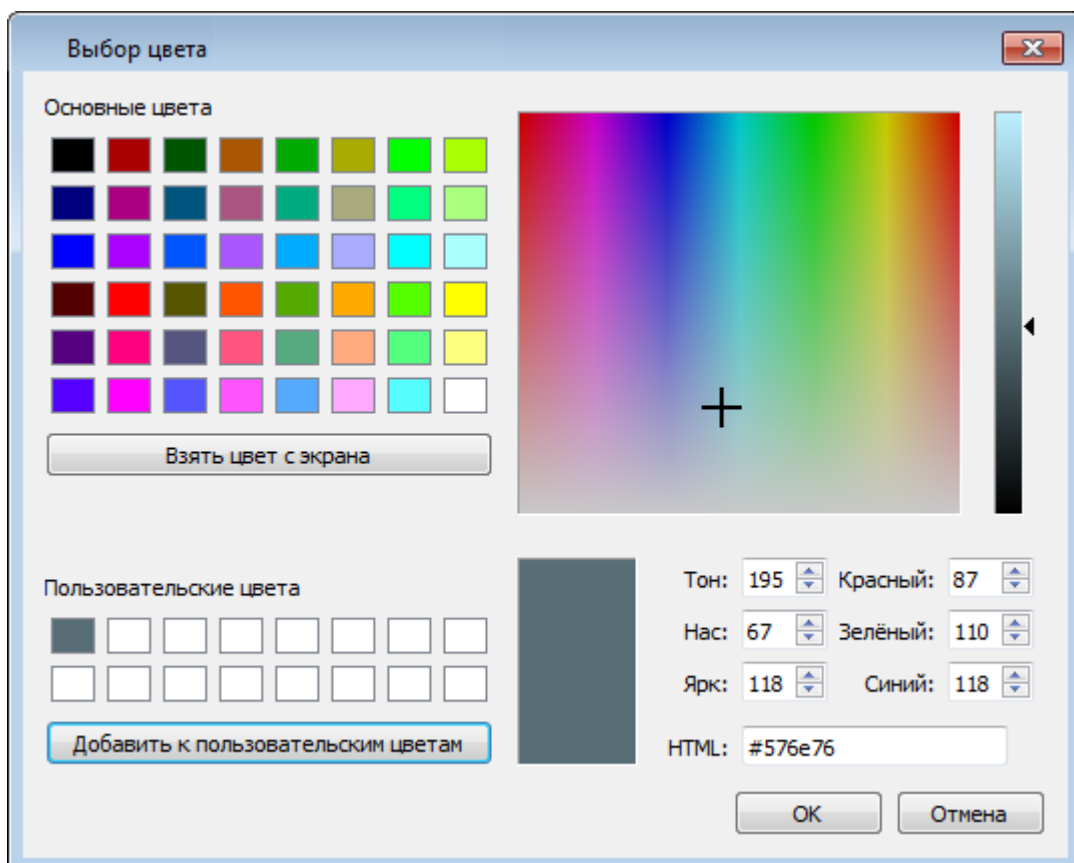 Выбор цвета
Основные цвета
Взять цвет с экрана
Пользовательские цвета
Добавить к пользовательским цветам
Тон: 195 Красный: 87
Нас: 67 Зелёный: 110
Ярк: 118 Синий: 118
HTML: #576e76
OK Отмена